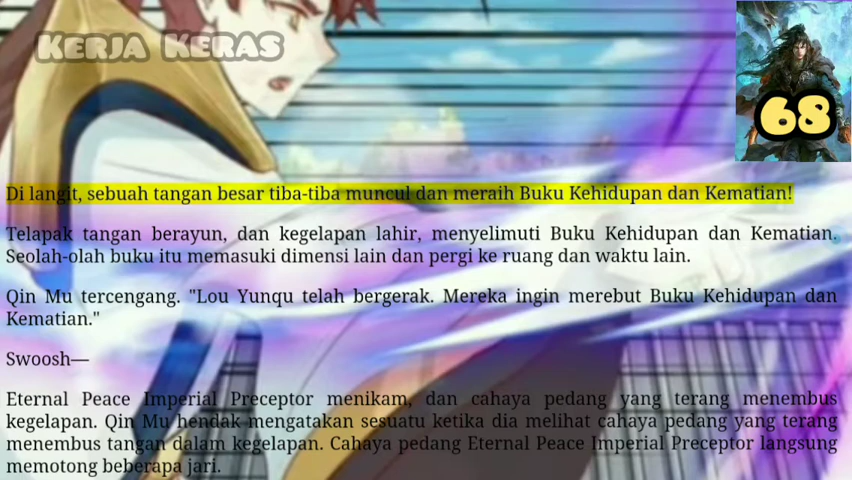 KERJA KERAS
68
Di langit, sebuah tangan besar tiba-tiba muncul dan meraih Buku Kehidupan dan Kematian!
Telapak tangan berayun, dan kegelapan lahir, menyelimuti Buku Kehidupan dan Kematian.
Seolah-olah buku itu memasuki dimensi lain dan pergi ke ruang dan waktu lain.
Qin Mu tercengang. "Lou Yunqu telah bergerak. Mereka ingin merebut Buku Kehidupan dan
Kematian."
Swoosh—
Eternal Peace Imperial Preceptor menikam, dan cahaya pedang yang terang menembus
kegelapan. Qin Mu hendak mengatakan sesuatu ketika dia melihat cahaya pedang yang terang
menembus tangan dalam kegelapan. Cahaya pedang Eternal Peace Imperial Preceptor langsung
memotong beberapa jari.